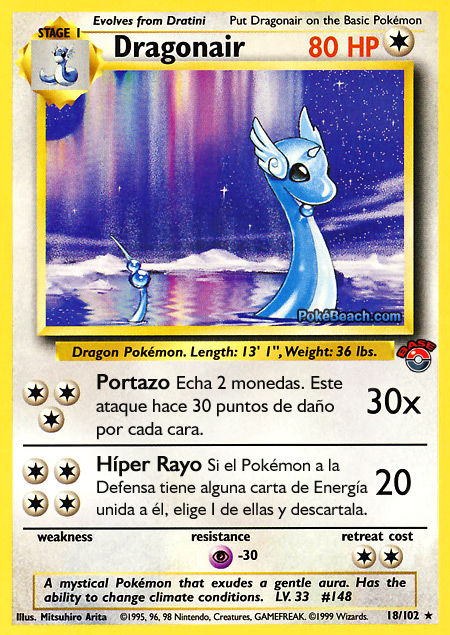 Evolves from Dratini Put Dragonair on the Basic Pokémon
STAGE 1
Dragonair 80 HP
PokéBeach.com
Dragon Pokémon. Length: 13' 1", Weight: 36 lbs.
BASE
Portazo Echa 2 monedas. Este
ataque hace 30 puntos de daño
por cada cara.
30x
Híper Rayo Si el Pokémon a la
Defensa tiene alguna carta de Energía
unida a él, elige 1 de ellas y descartala.
20
weakness resistance retreat cost
-30
A mystical Pokémon that exudes a gentle aura. Has the
ability to change climate conditions. LV. 33 #148
Illus. Mitsuhiro Arita ©1995, 96, 98 Nintendo, Creatures, GAMEFREAK. ©1999 Wizards. 18/102 ★